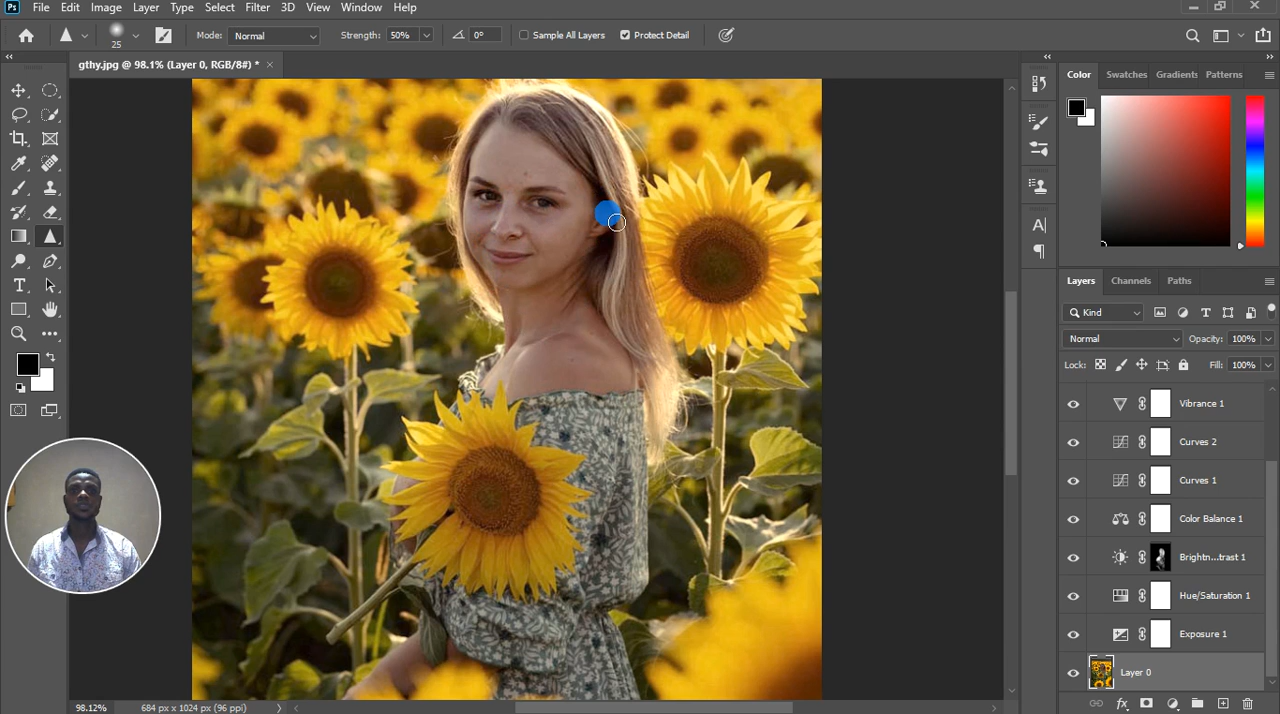 Ps File Edit Image Layer Type Select Filter 3D View Window Help
25 Mode: Normal Strength: 50% 0° Sample All Layers Protect Detail
gthy.jpg @ 98.1% (Layer 0, RGB/8#) *
Color Swatches Gradients Patterns
Layers Channels Paths
Kind
Normal Opacity: 100%
Lock: Fill: 100%
Vibrance 1
Curves 2
Curves 1
Color Balance 1
Brightn...trast 1
Hue/Saturation 1
Exposure 1
Layer 0
98.12% 684 px x 1024 px (96 ppi)